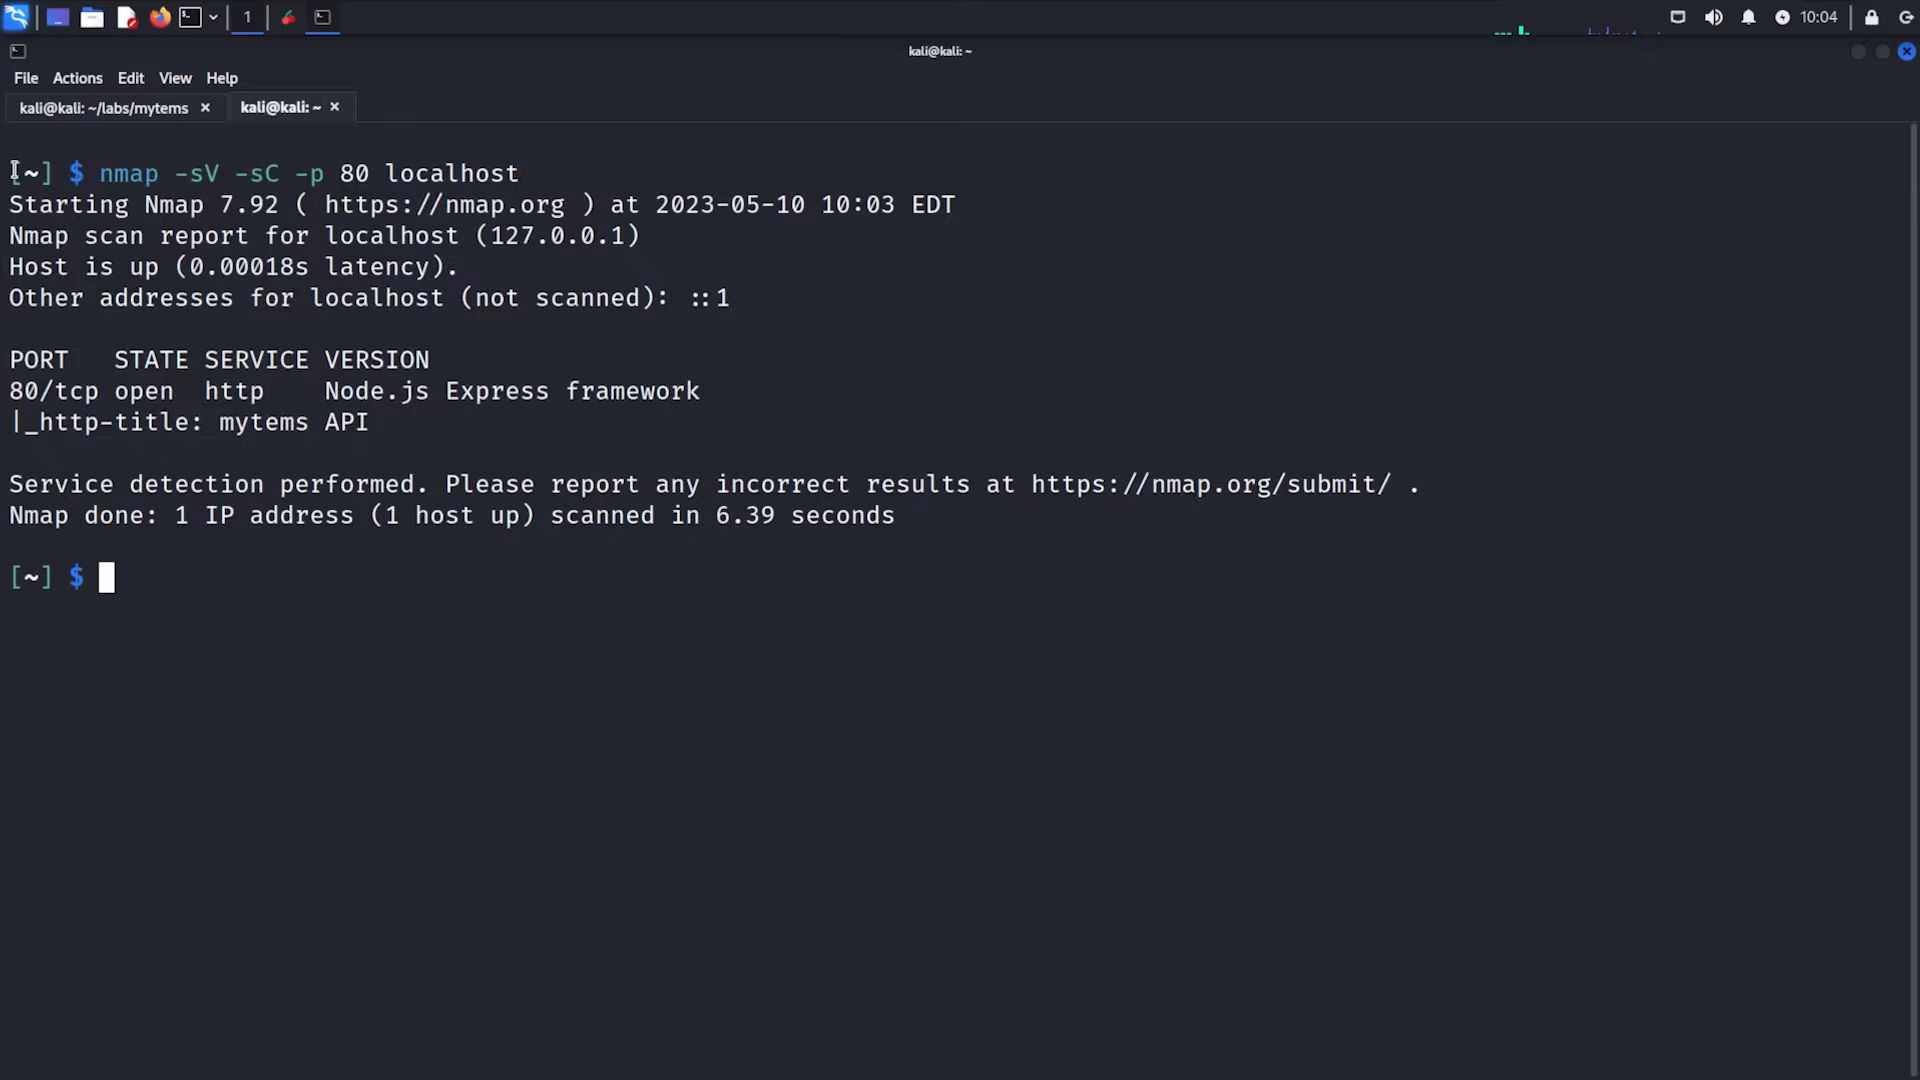 1
10:04
kali@kali: ~
File Actions Edit View Help
kali@kali: ~/labs/mytems × kali@kali: ~ ×
[~] $ nmap -sV -sC -p 80 localhost
Starting Nmap 7.92 ( https://nmap.org ) at 2023-05-10 10:03 EDT
Nmap scan report for localhost (127.0.0.1)
Host is up (0.00018s latency).
Other addresses for localhost (not scanned): ::1
PORT STATE SERVICE VERSION
80/tcp open http Node.js Express framework
|_http-title: mytems API
Service detection performed. Please report any incorrect results at https://nmap.org/submit/ .
Nmap done: 1 IP address (1 host up) scanned in 6.39 seconds
[~] $